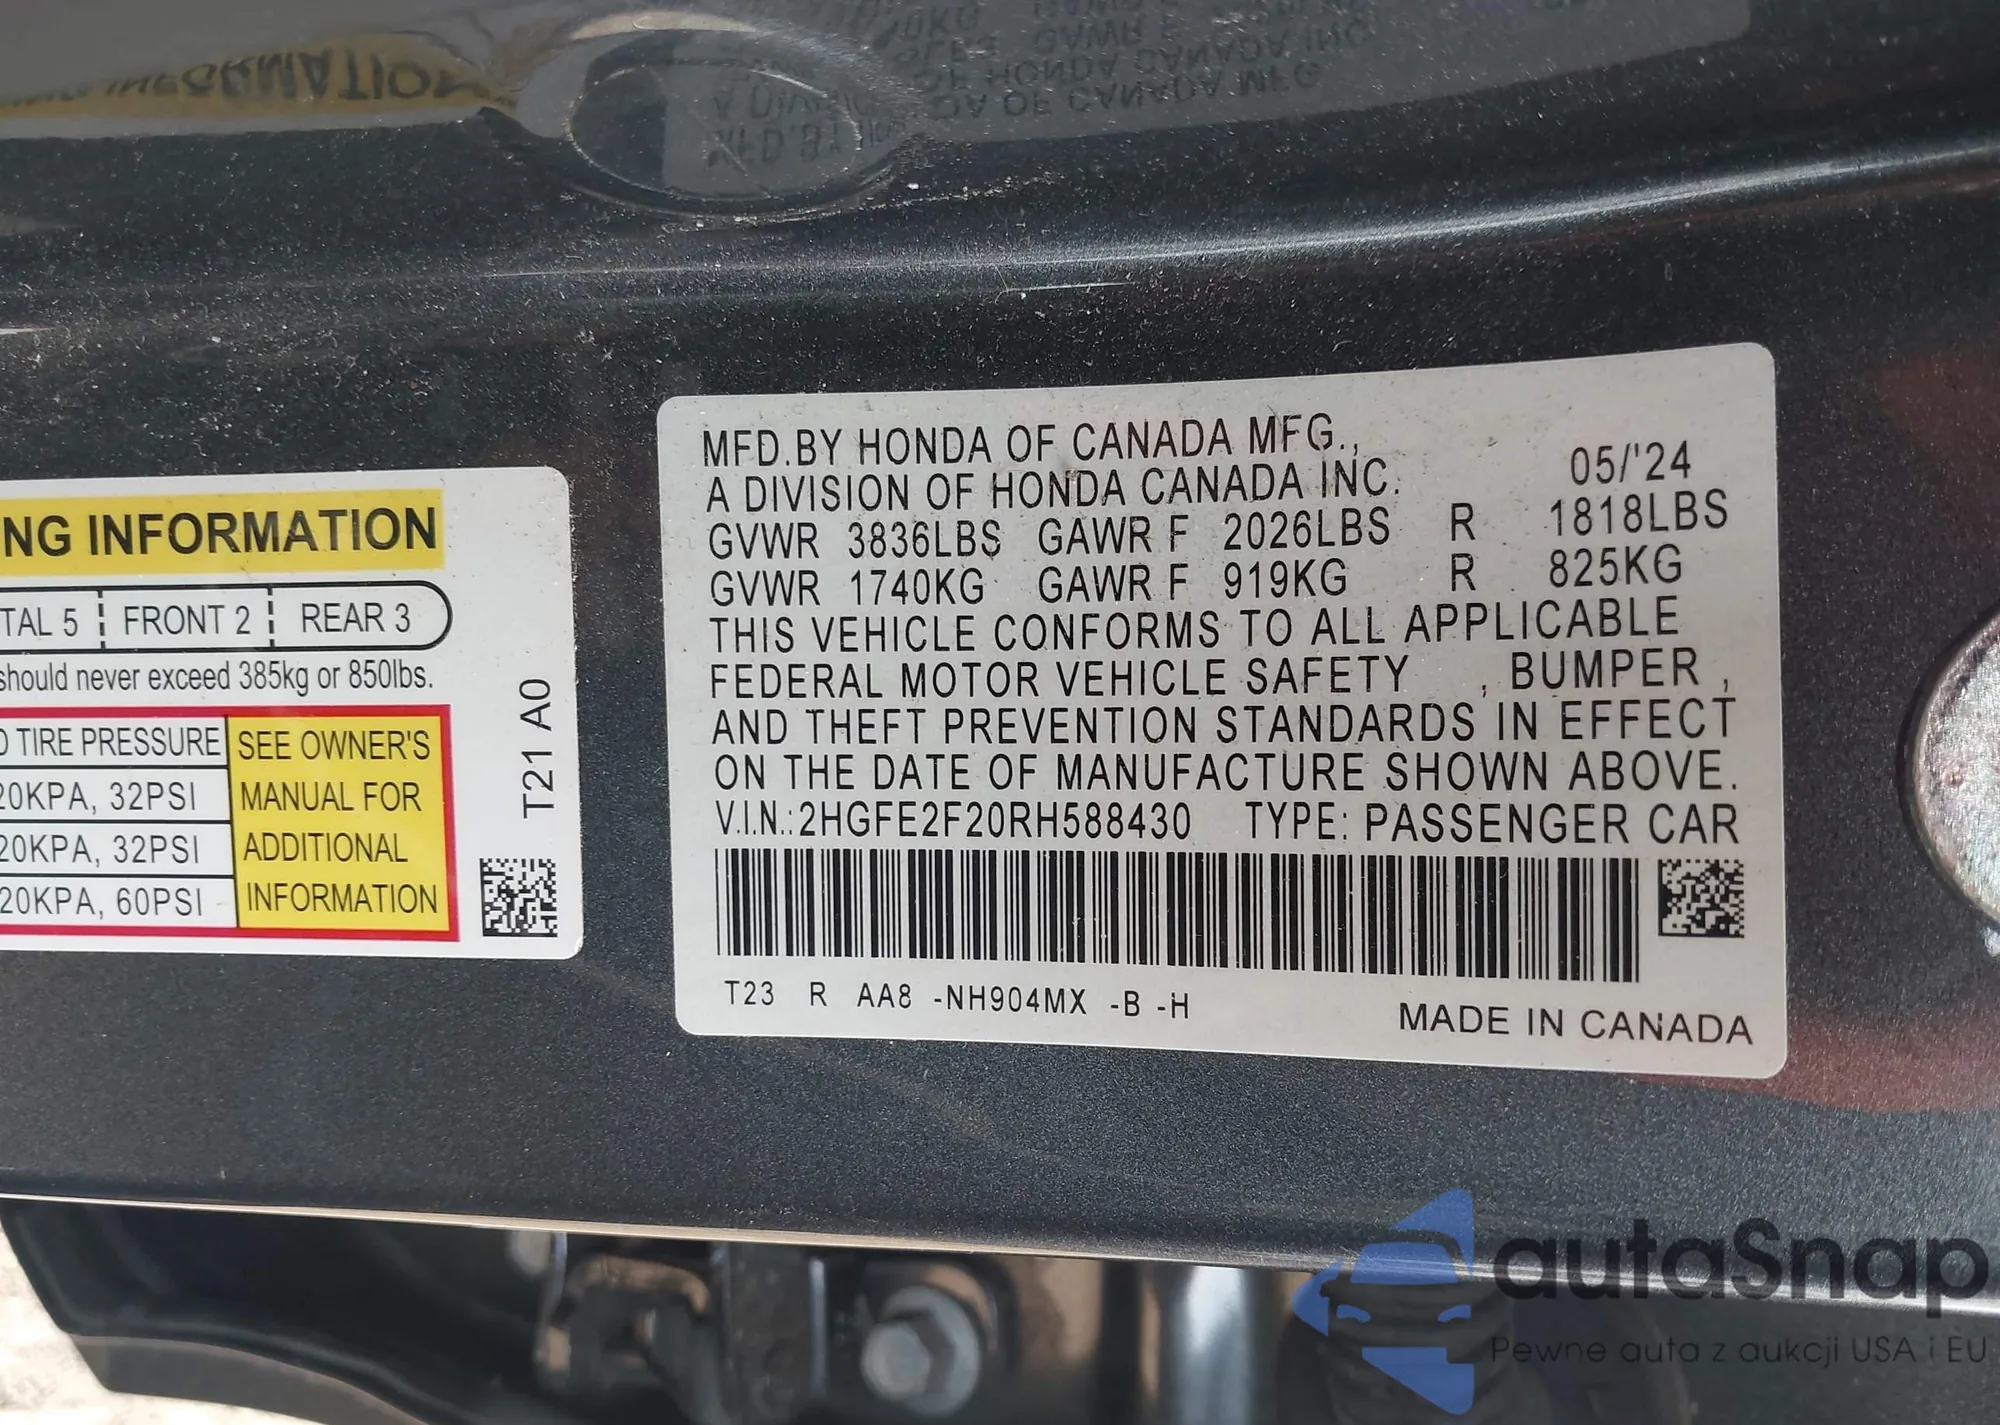 NG INFORMATION
TAL 5 FRONT 2 REAR 3
should never exceed 385kg or 850lbs.
TIRE PRESSURE
20KPA, 32PSI
20KPA, 32PSI
20KPA, 60PSI
SEE OWNER'S
MANUAL FOR
ADDITIONAL
INFORMATION
T21 A0
MFD.BY HONDA OF CANADA MFG.,
A DIVISION OF HONDA CANADA INC. 05/'24
GVWR 3836LBS GAWR F 2026LBS R 1818LBS
GVWR 1740KG GAWR F 919KG R 825KG
THIS VEHICLE CONFORMS TO ALL APPLICABLE
FEDERAL MOTOR VEHICLE SAFETY , BUMPER ,
AND THEFT PREVENTION STANDARDS IN EFFECT
ON THE DATE OF MANUFACTURE SHOWN ABOVE.
V.I.N.:2HGFE2F20RH588430 TYPE: PASSENGER CAR
T23 R AA8 -NH904MX -B -H
MADE IN CANADA
autaSnap
Pewne auta z aukcji USA i EU